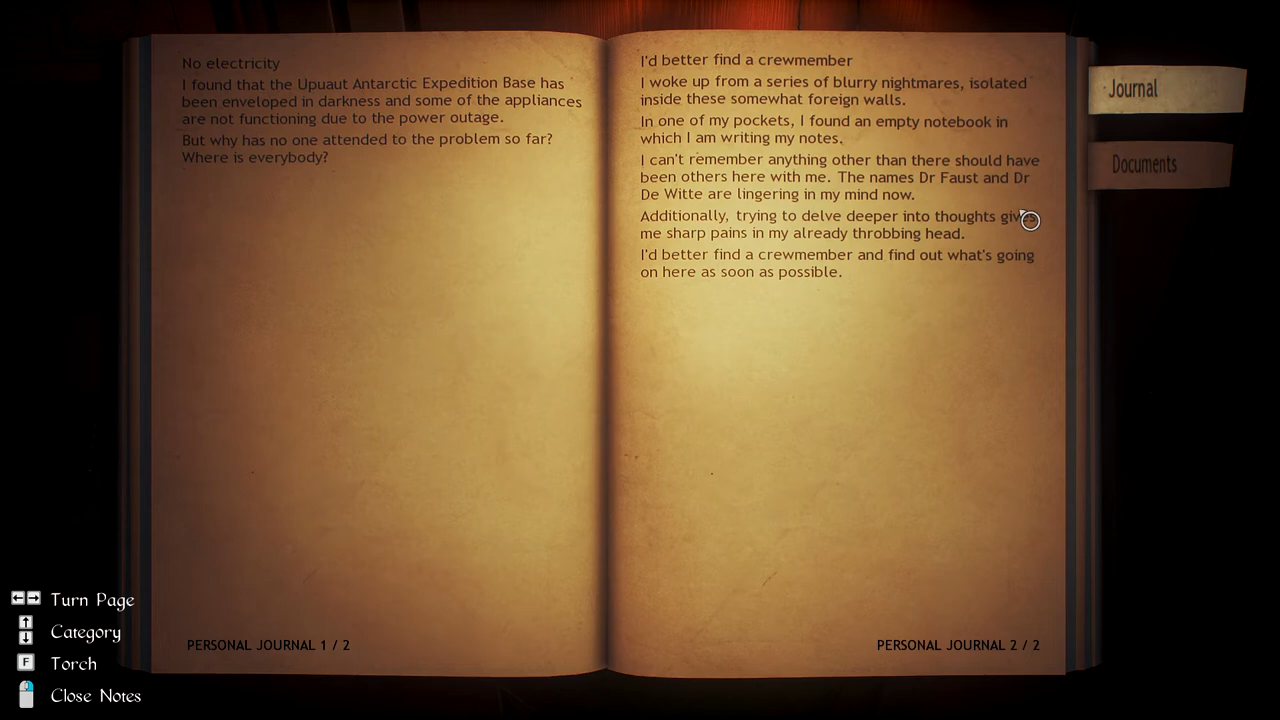 No electricity
I found that the Upuaut Antarctic Expedition Base has
been enveloped in darkness and some of the appliances
are not functioning due to the power outage.
But why has no one attended to the problem so far?
Where is everybody?
PERSONAL JOURNAL 1 / 2
I'd better find a crewmember
I woke up from a series of blurry nightmares, isolated
inside these somewhat foreign walls.
In one of my pockets, I found an empty notebook in
which I am writing my notes.
I can't remember anything other than there should have
been others here with me. The names Dr Faust and Dr
De Witte are lingering in my mind now.
Additionally, trying to delve deeper into thoughts gives
me sharp pains in my already throbbing head.
I'd better find a crewmember and find out what's going
on here as soon as possible.
PERSONAL JOURNAL 2 / 2
Journal
Documents
Turn Page
Category
F Torch
Close Notes